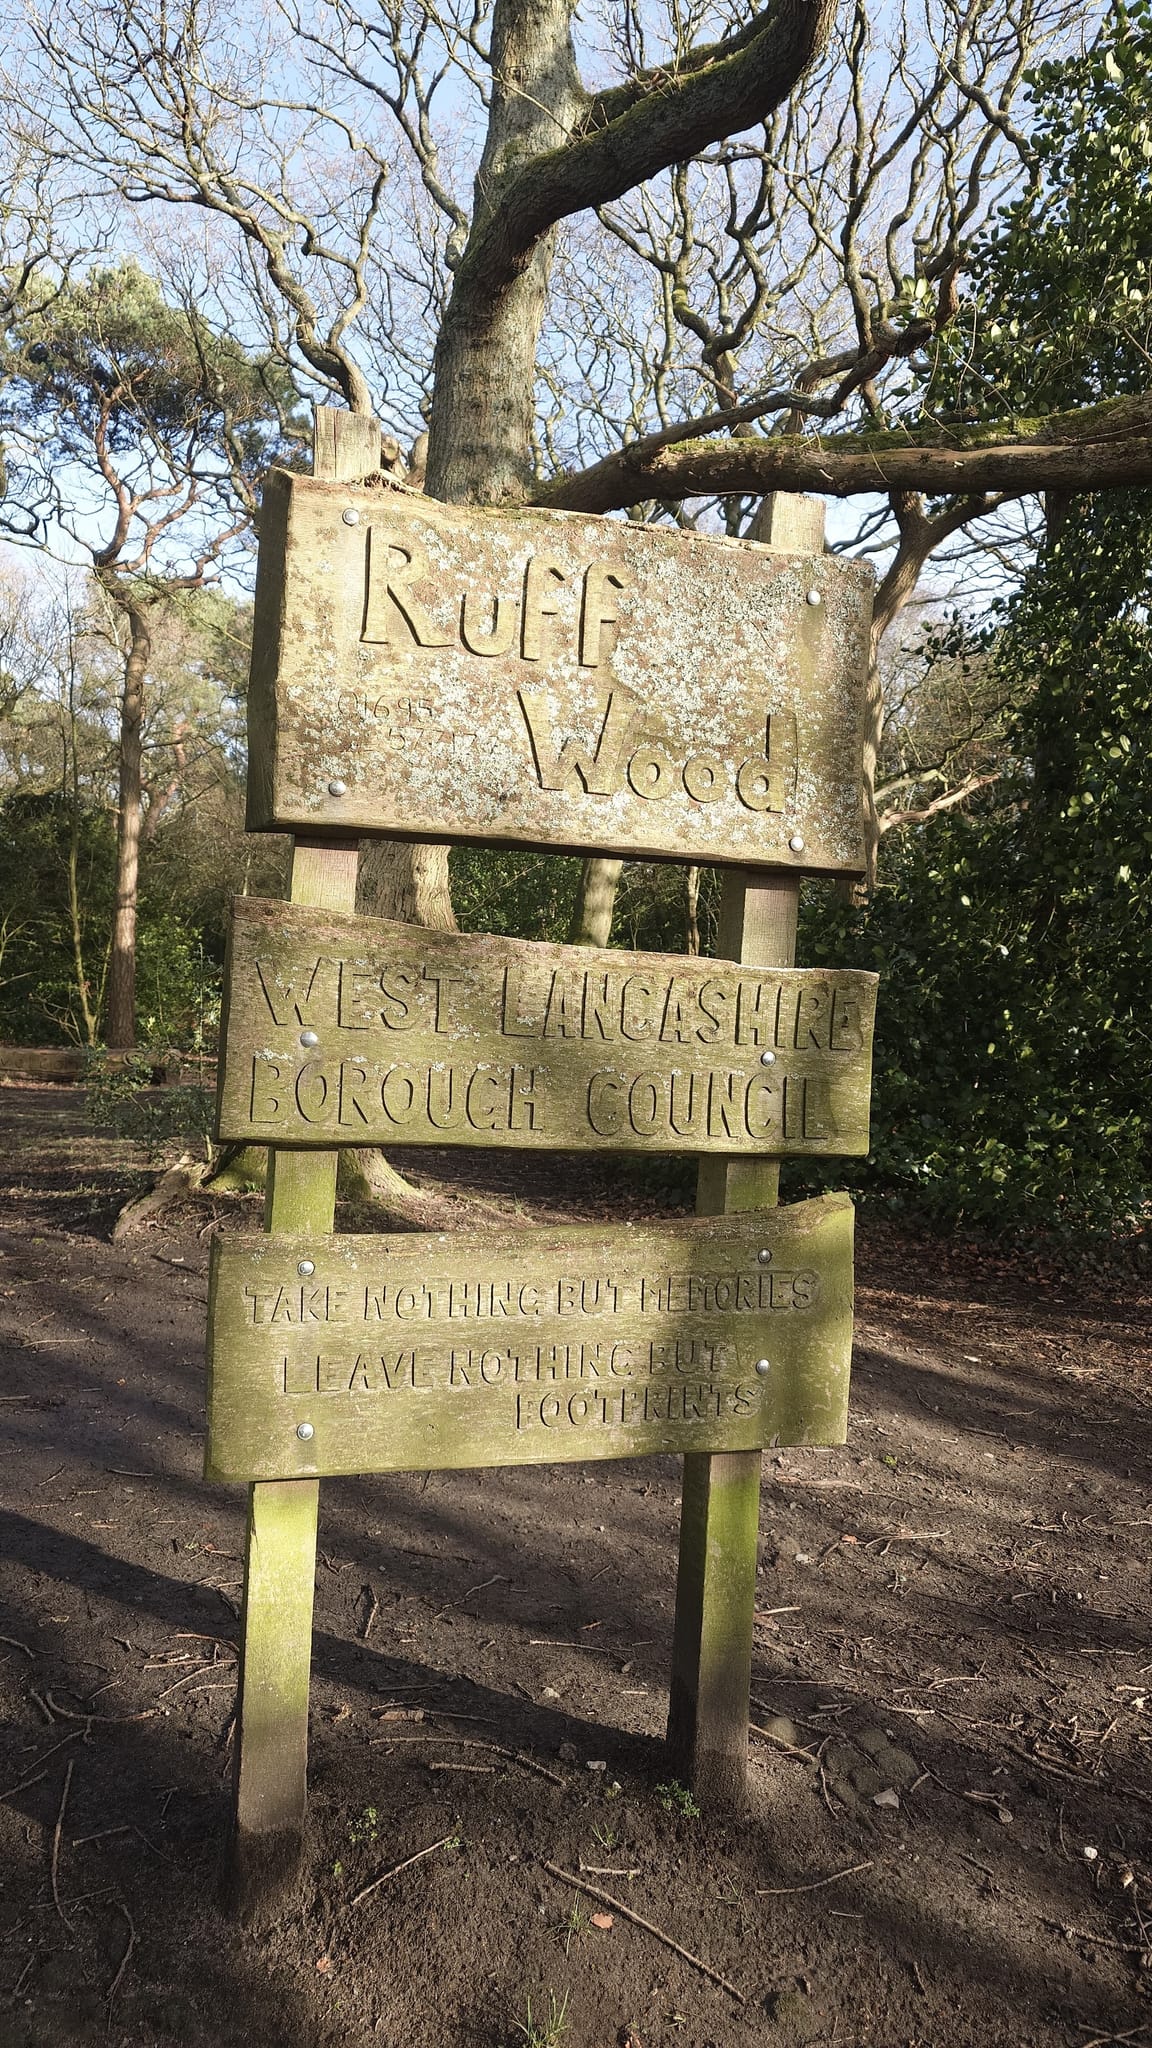 Ruff
Wood
01695
WEST LANCASHIRE
BOROUGH COUNCIL
TAKE NOTHING BUT MEMORIES
LEAVE NOTHING BUT
FOOTPRINTS